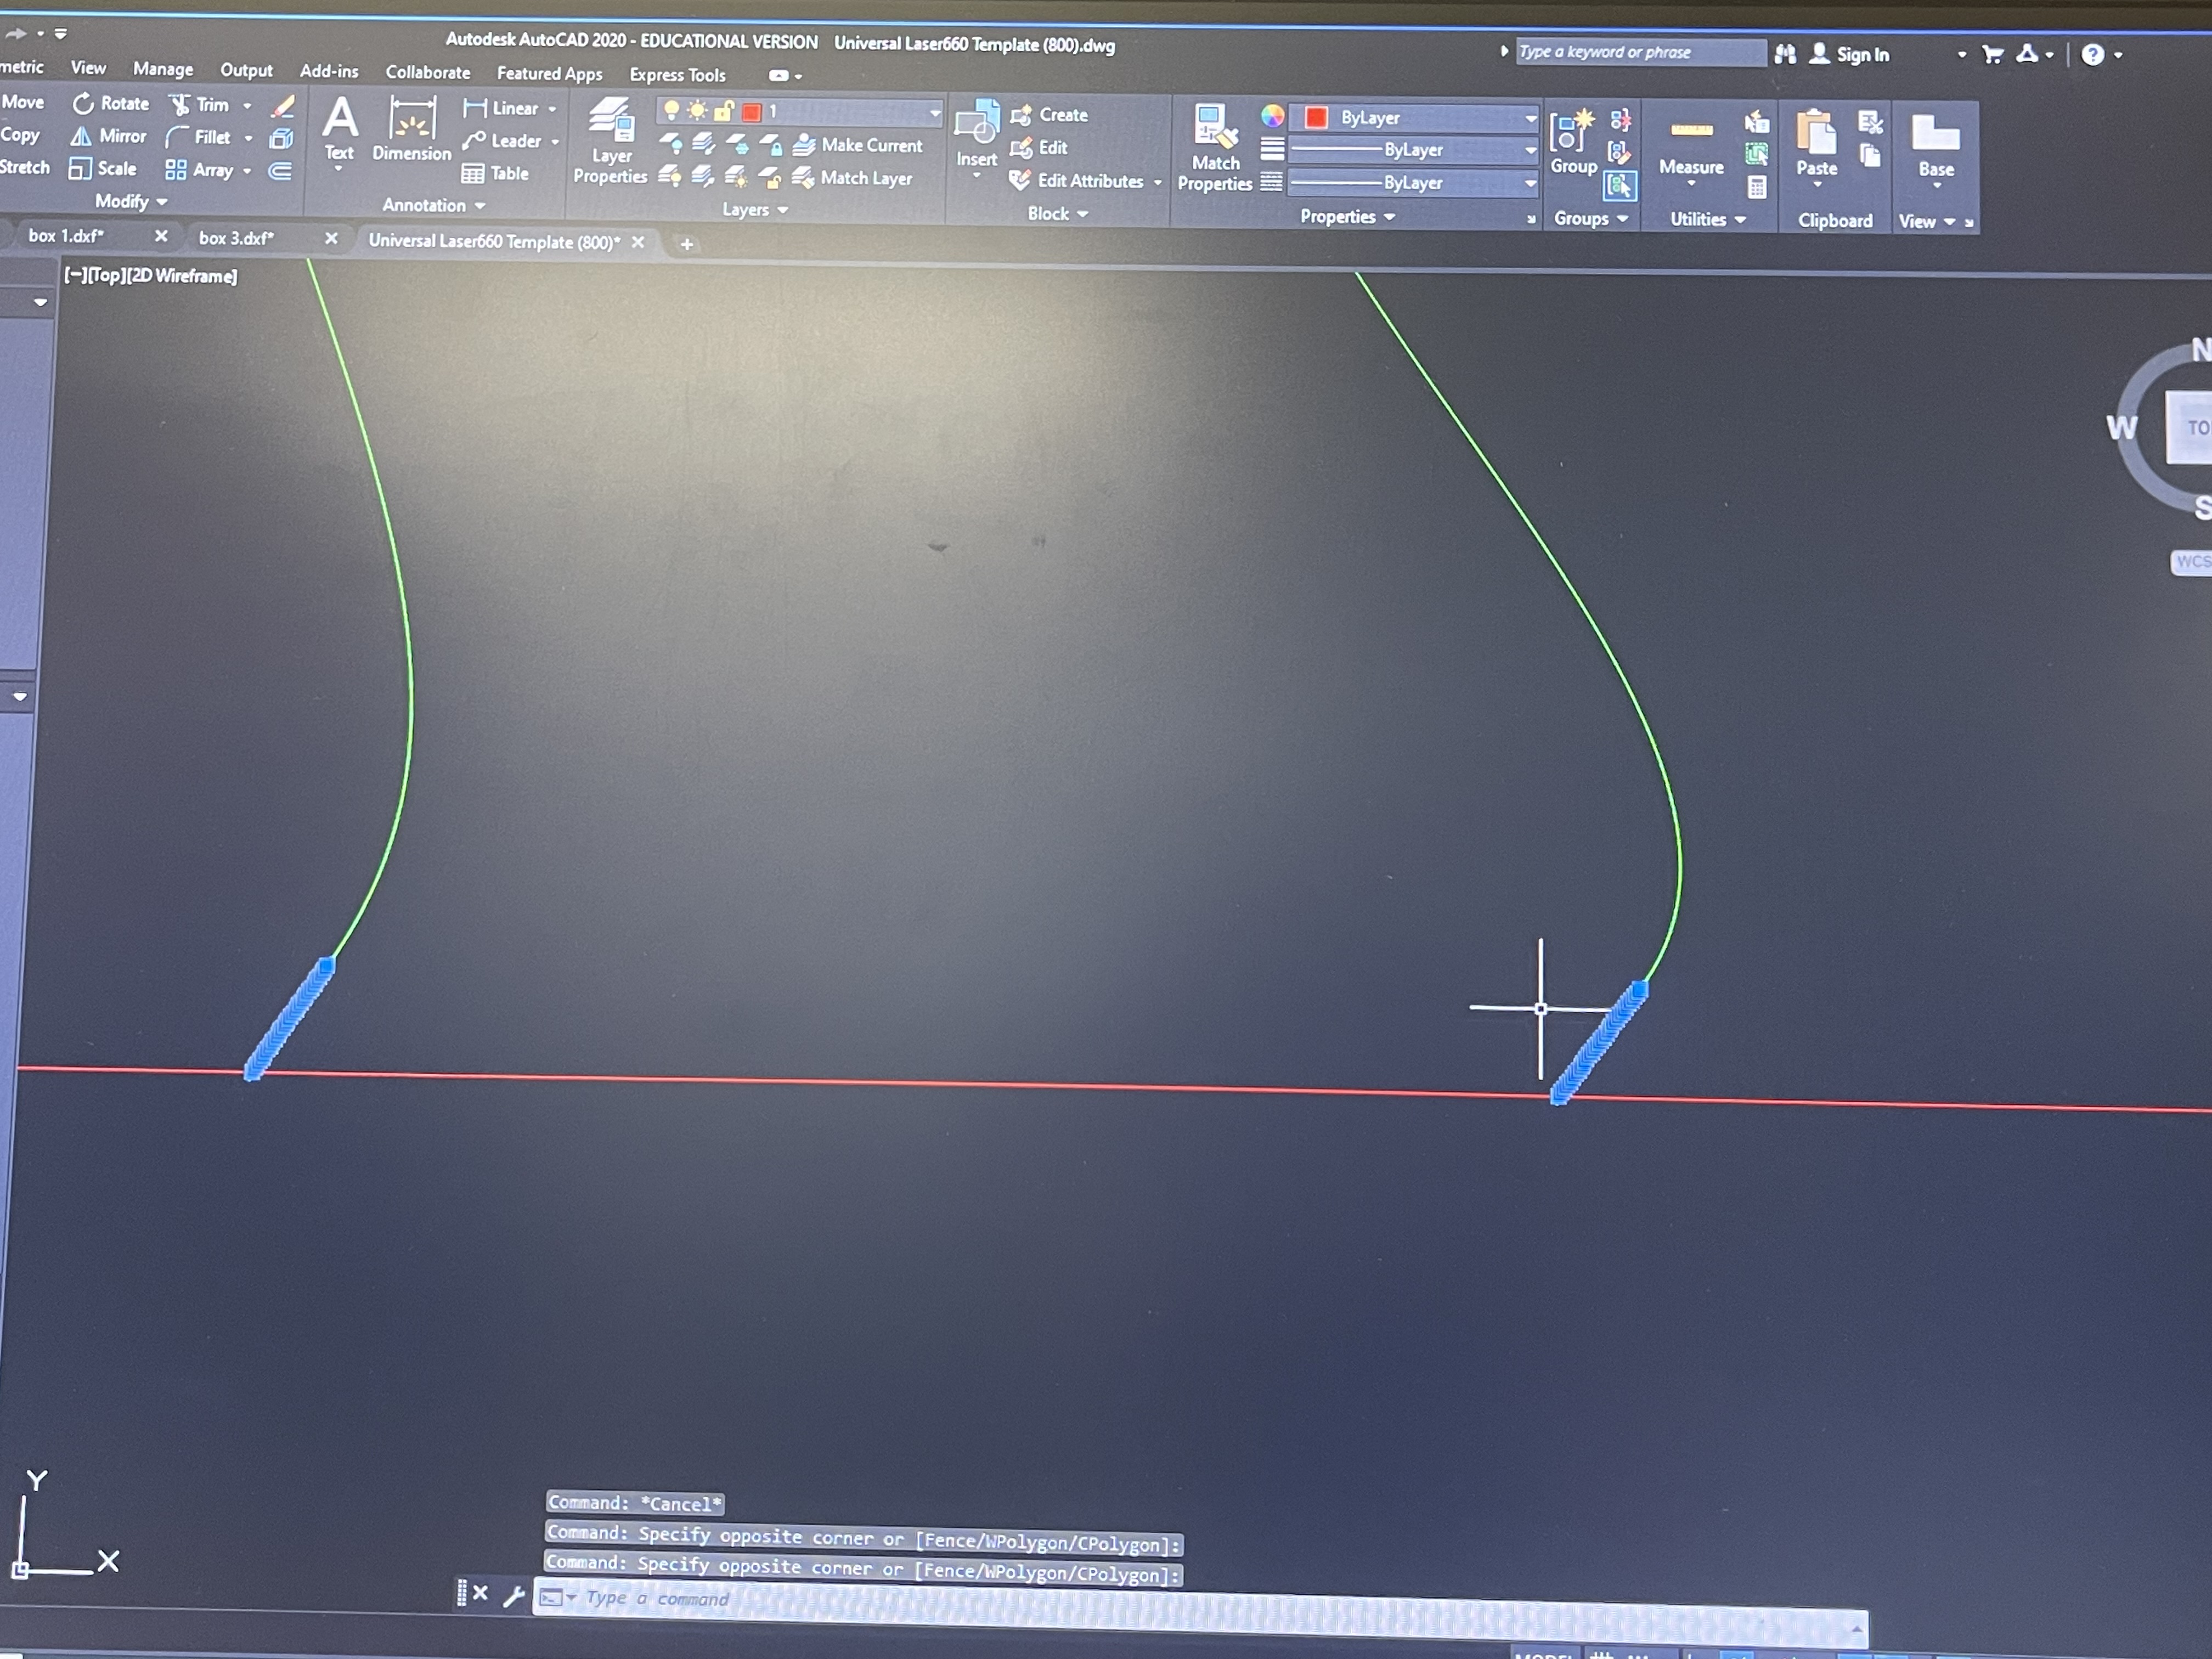 Autodesk AutoCAD 2020 - EDUCATIONAL VERSION Universal Laser660 Template (800).dwg
Type a keyword or phrase
Sign In
metric View Manage Output Add-ins Collaborate Featured Apps Express Tools
Move Rotate Trim
Copy Mirror Fillet
Stretch Scale Array
Modify
Text
Dimension
Linear
Leader
Table
Annotation
Layer
Properties
1
Make Current
Match Layer
Layers
Insert
Create
Edit
Edit Attributes
Block
Match
Properties
ByLayer
ByLayer
ByLayer
Properties
Group
Groups
Measure
Utilities
Paste
Clipboard
Base
View
box 1.dxf* box 3.dxf* Universal Laser660 Template (800)*
[–][Top][2D Wireframe]
N
W
TO
S
WCS
Y
X
Command: *Cancel*
Command: Specify opposite corner or [Fence/WPolygon/CPolygon]:
Command: Specify opposite corner or [Fence/WPolygon/CPolygon]:
Type a command
MODEL